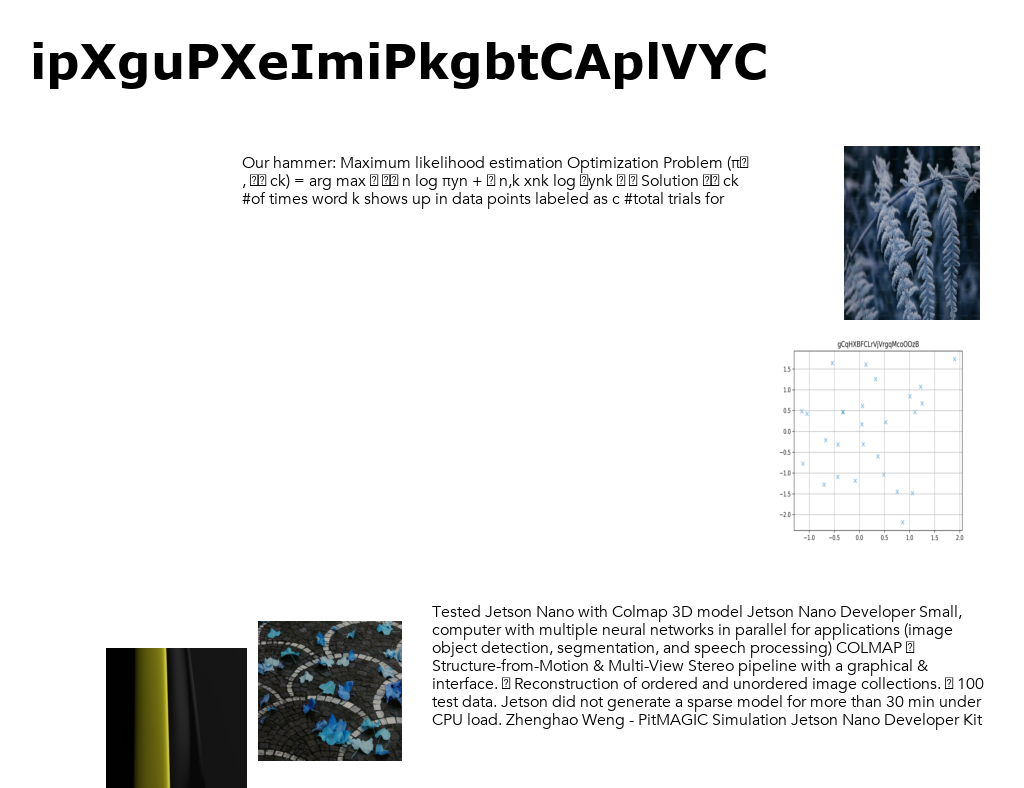 ipXguPXeImiPkgbtCAplVYC
Our hammer: Maximum likelihood estimation Optimization Problem (π􀀀
, 􀀀􀀀 ck) = arg max 􀀀 􀀀􀀀 n log πyn + 􀀀 n,k xnk log 􀀀ynk 􀀀 􀀀 Solution 􀀀􀀀 ck
#of times word k shows up in data points labeled as c #total trials for
gCqHXBFCLrVjVrgqMcoOOzB
1.5
1.0
0.5
0.0
−0.5
−1.0
−1.5
−2.0
−1.0 −0.5 0.0 0.5 1.0 1.5 2.0
Tested Jetson Nano with Colmap 3D model Jetson Nano Developer Small,
computer with multiple neural networks in parallel for applications (image
object detection, segmentation, and speech processing) COLMAP 􀀀
Structure-from-Motion & Multi-View Stereo pipeline with a graphical &
interface. 􀀀 Reconstruction of ordered and unordered image collections. 􀀀 100
test data. Jetson did not generate a sparse model for more than 30 min under
CPU load. Zhenghao Weng - PitMAGIC Simulation Jetson Nano Developer Kit